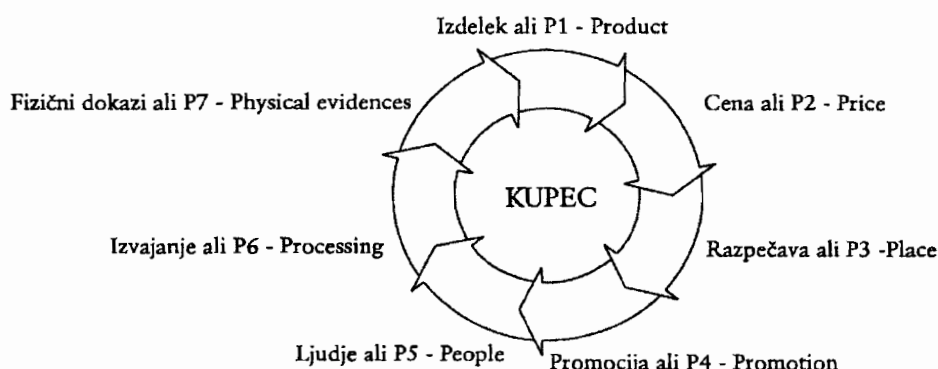 Izdelek ali P1 - Product
Fizični dokazi ali P7 - Physical evidences
Cena ali P2 - Price
KUPEC
Izvajanje ali P6 - Processing
Razpečava ali P3 -Place
Ljudje ali P5 - People
Promocija ali P4 - Promotion